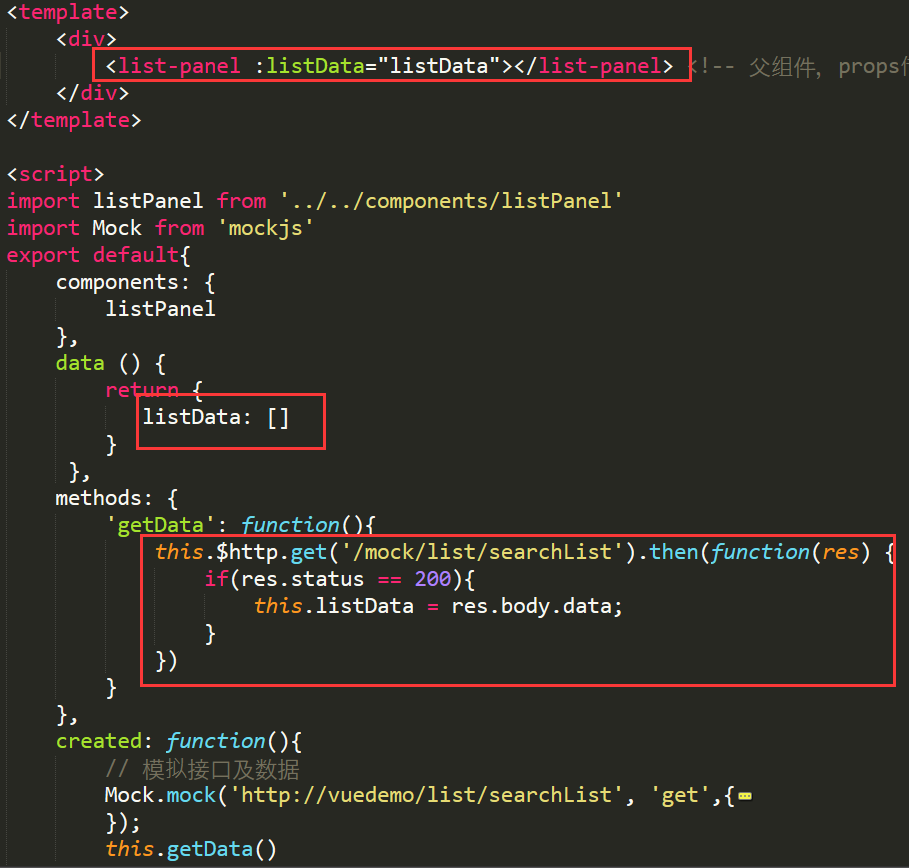 <template>
<div>
<list-panel :listData="listData"></list-panel> <!-- 父组件, props
</div>
</template>
<script>
import listPanel from '../../components/listPanel'
import Mock from 'mockjs'
export default{
components: {
listPanel
},
data () {
return {
listData: []
}
},
methods: {
'getData': function(){
this.$http.get('/mock/list/searchList').then(function(res) {
if(res.status == 200){
this.listData = res.body.data;
}
})
}
},
created: function(){
// 模拟接口及数据
Mock.mock('http://vuedemo/list/searchList', 'get',{
});
this.getData()